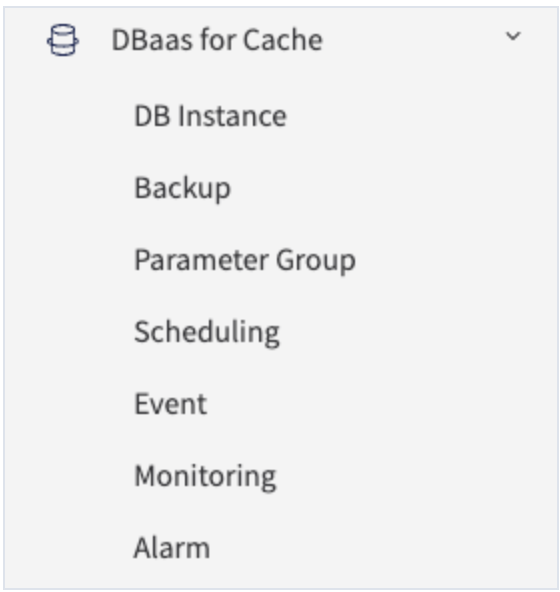 DBaas for Cache
DB Instance
Backup
Parameter Group
Scheduling
Event
Monitoring
Alarm